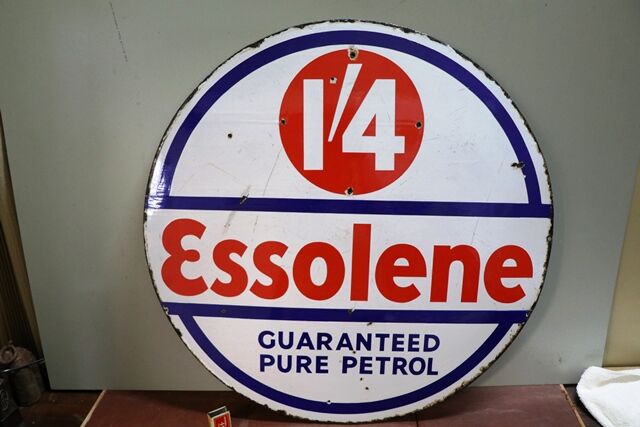 1/4
Essolene
GUARANTEED
PURE PETROL